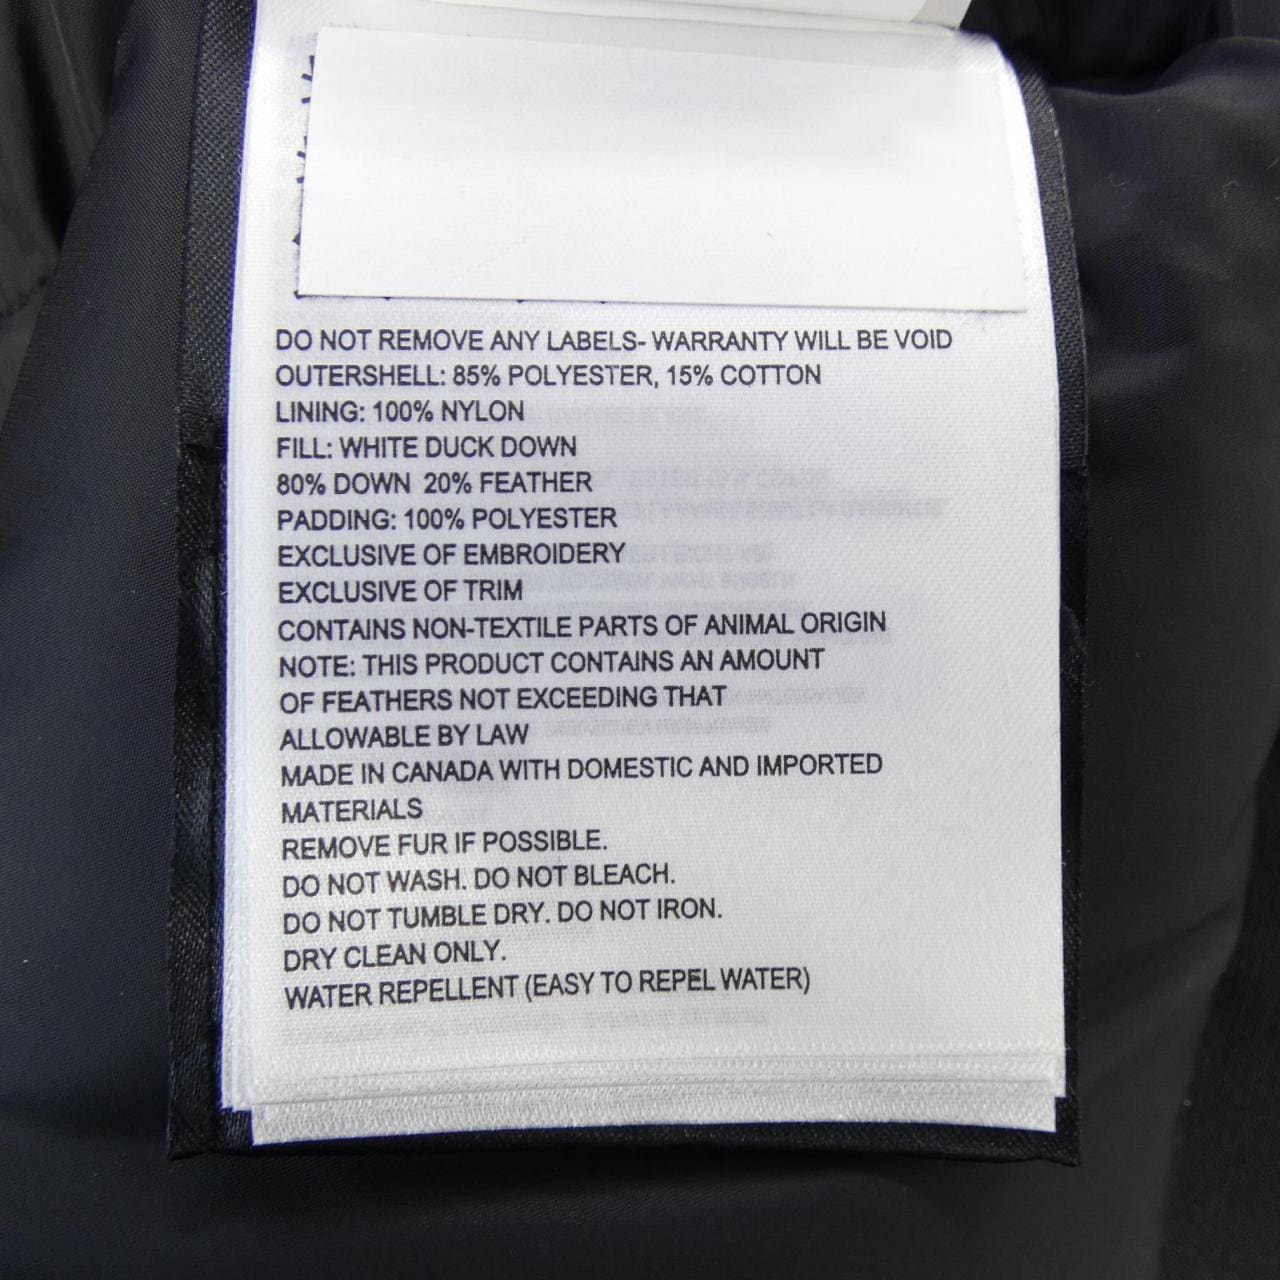 DO NOT REMOVE ANY LABELS- WARRANTY WILL BE VOID
OUTERSHELL: 85% POLYESTER, 15% COTTON
LINING: 100% NYLON
FILL: WHITE DUCK DOWN
80% DOWN  20% FEATHER
PADDING: 100% POLYESTER
EXCLUSIVE OF EMBROIDERY
EXCLUSIVE OF TRIM
CONTAINS NON-TEXTILE PARTS OF ANIMAL ORIGIN
NOTE: THIS PRODUCT CONTAINS AN AMOUNT
OF FEATHERS NOT EXCEEDING THAT
ALLOWABLE BY LAW
MADE IN CANADA WITH DOMESTIC AND IMPORTED
MATERIALS
REMOVE FUR IF POSSIBLE.
DO NOT WASH. DO NOT BLEACH.
DO NOT TUMBLE DRY. DO NOT IRON.
DRY CLEAN ONLY.
WATER REPELLENT (EASY TO REPEL WATER)